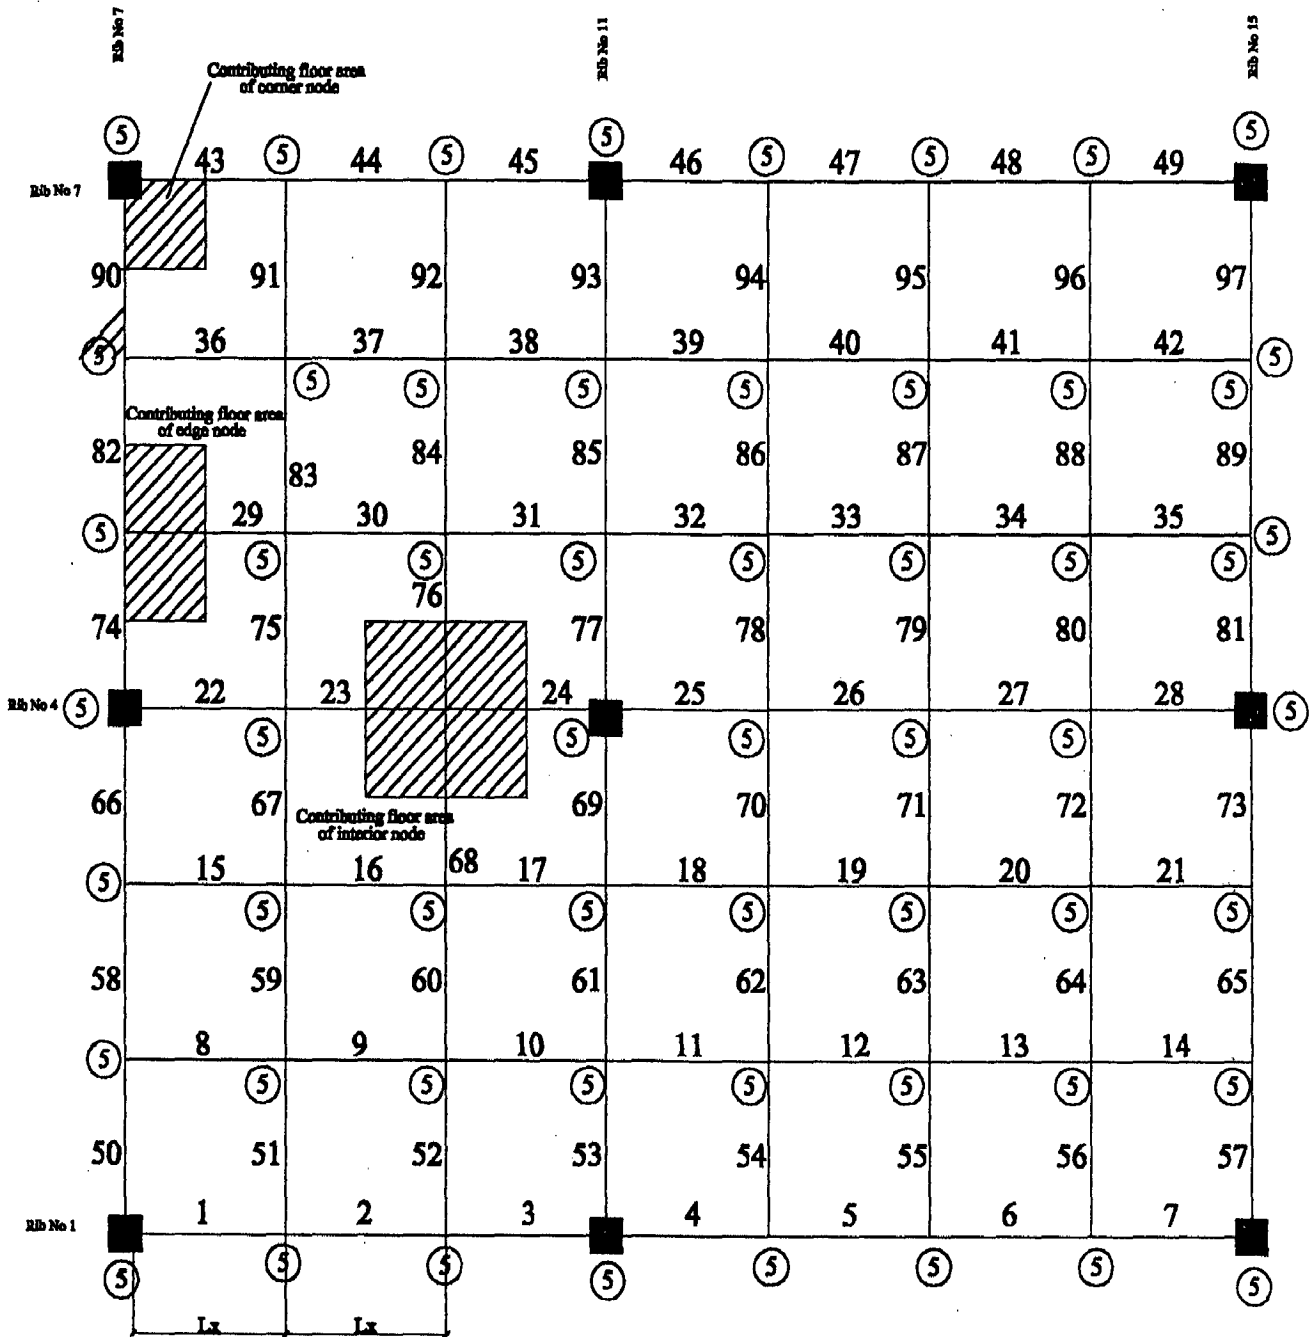 Rib No 7
Rib No 11
Rib No 15
Contributing floor area
of corner node
5 5 5 5 5 5 5 5
43 44 45 46 47 48 49
Rib No 7
90 91 92 93 94 95 96 97
36 37 38 39 40 41 42
5 5
5 5 5 5 5 5 5
Contributing floor area
of edge node
82 84 85 86 87 88 89
83
29 30 31 32 33 34 35
5 5
5 5 5 5 5 5 5
76
74 75 77 78 79 80 81
Rib No 4 5 22 23 24 25 26 27 28 5
5 5 5 5 5
66 67 69 70 71 72 73
Contributing floor area
of interior node
15 16 68 17 18 19 20 21
5
5 5 5 5 5 5 5
58 59 60 61 62 63 64 65
8 9 10 11 12 13 14
5
5 5 5 5 5 5 5
50 51 52 53 54 55 56 57
Rib No 1
1 2 3 4 5 6 7
5 5 5 5 5 5 5 5
Lx Lx